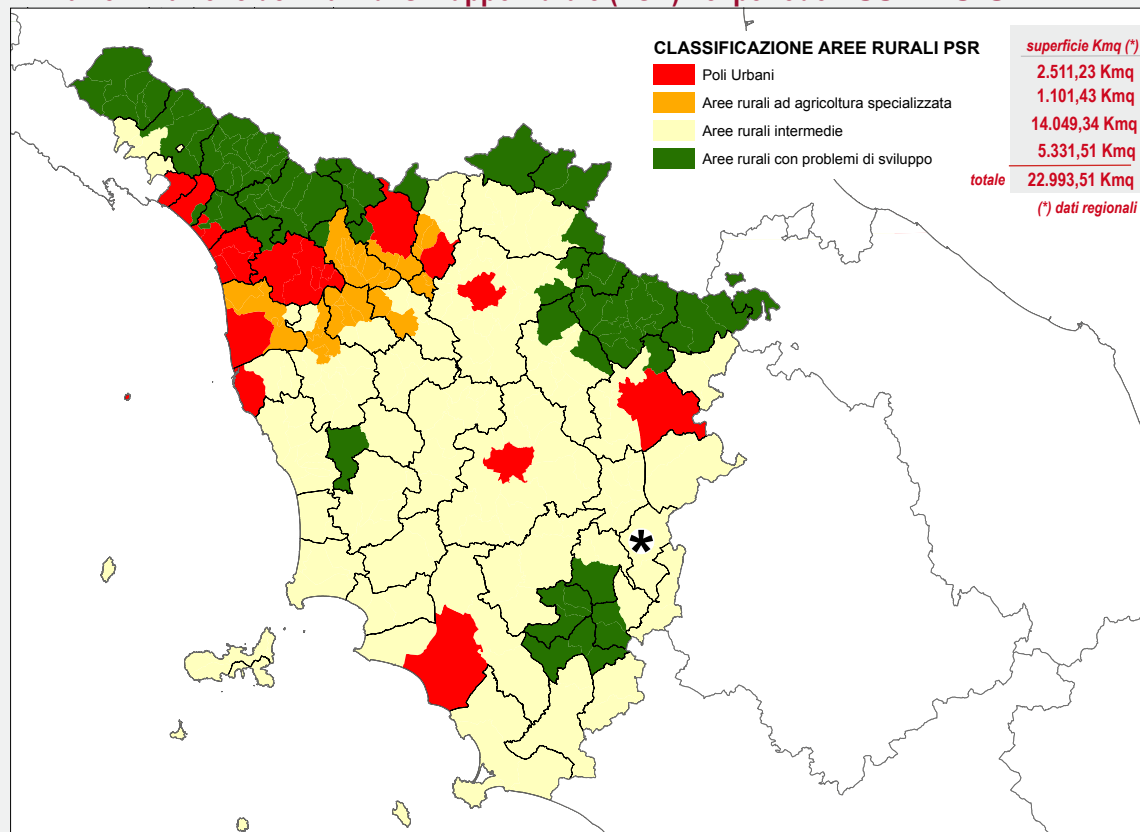 CLASSIFICAZIONE AREE RURALI PSR
superficie Kmq (*)
Poli Urbani
2.511,23 Kmq
Aree rurali ad agricoltura specializzata
1.101,43 Kmq
Aree rurali intermedie
14.049,34 Kmq
Aree rurali con problemi di sviluppo
5.331,51 Kmq
totale 22.993,51 Kmq
(*) dati regionali
*